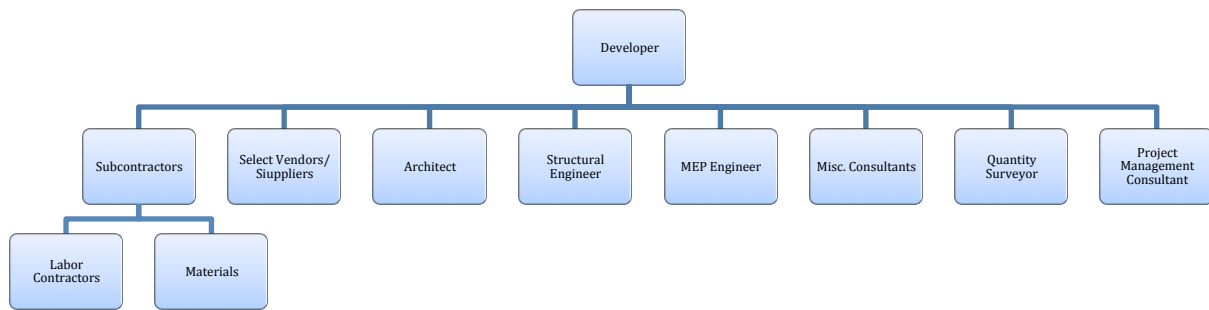 Developer
Subcontractors
Select Vendors/
Siuppliers
Architect
Structural
Engineer
MEP Engineer
Misc. Consultants
Quantity
Surveyor
Project
Management
Consultant
Labor
Contractors
Materials